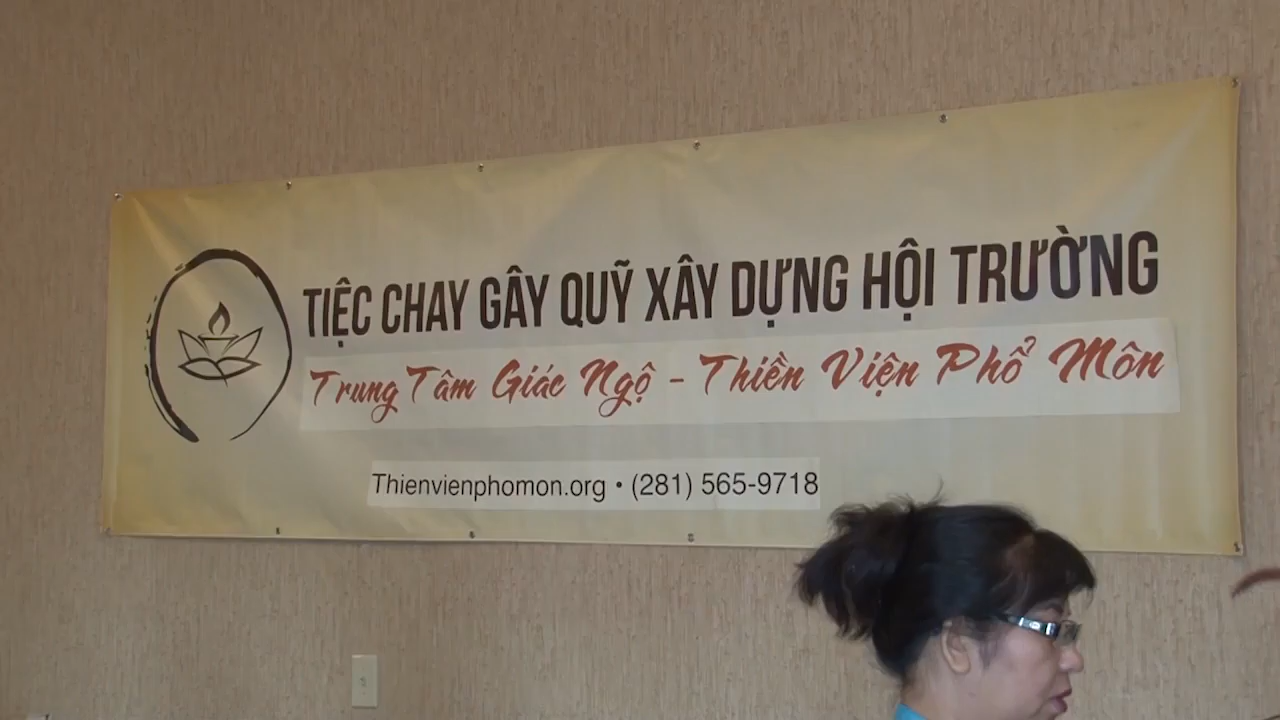 TIỆC CHAY GÂY QUỸ XÂY DỰNG HỘI TRƯỜNG
Trung Tâm Giác Ngộ - Thiền Viện Phổ Môn
Thienvienphomon.org • (281) 565-9718